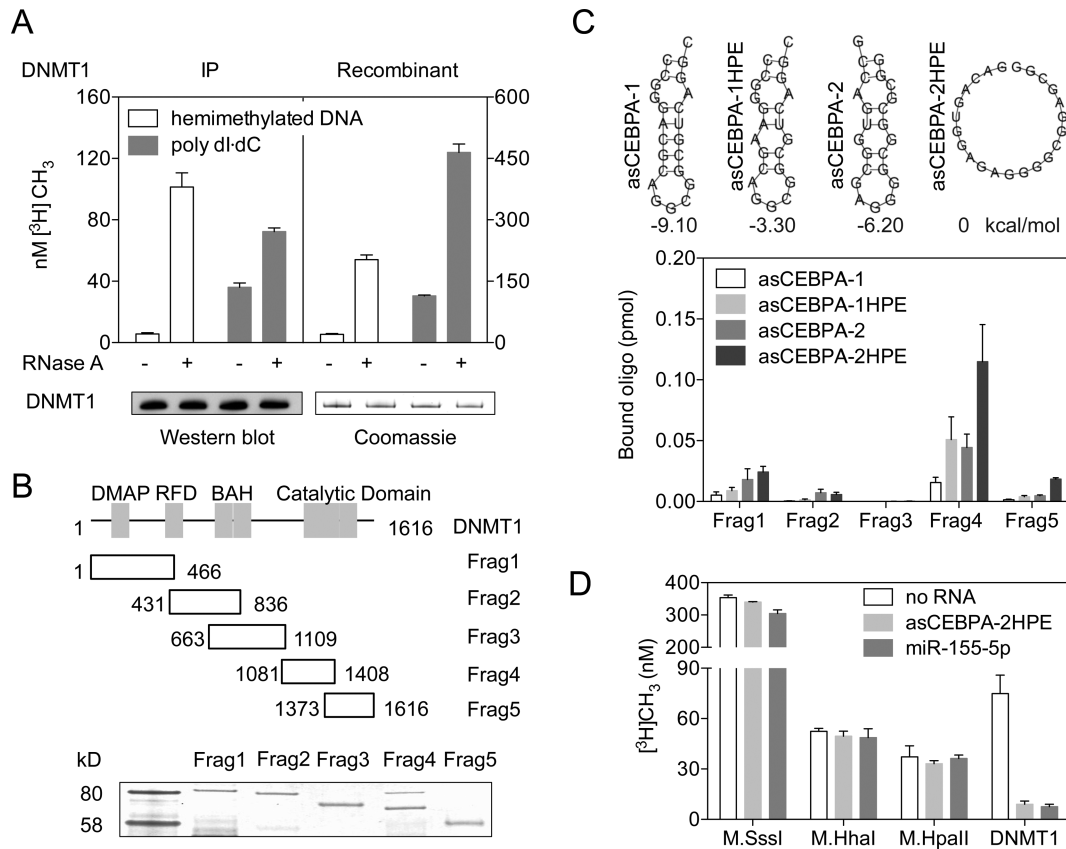 A
DNMT1 IP Recombinant
160 600
hemimethylated DNA
poly dI·dC
120 450
80 300
40 150
0 0
nM [³H] CH₃
RNase A - + - + - + - +
DNMT1
Western blot Coomassie
B
DMAP RFD BAH Catalytic Domain
1 1616 DNMT1
1 466 Frag1
431 836 Frag2
663 1109 Frag3
1081 1408 Frag4
1373 1616 Frag5
kD Frag1 Frag2 Frag3 Frag4 Frag5
80
58
C
asCEBPA-1
asCEBPA-1HPE
asCEBPA-2
asCEBPA-2HPE
-9.10 -3.30 -6.20 0 kcal/mol
0.20
0.15
0.10
0.05
0.00
Bound oligo (pmol)
asCEBPA-1
asCEBPA-1HPE
asCEBPA-2
asCEBPA-2HPE
Frag1 Frag2 Frag3 Frag4 Frag5
D
400
300
200
90
60
30
0
[³H]CH₃ (nM)
no RNA
asCEBPA-2HPE
miR-155-5p
M.SssI M.HhaI M.HpaII DNMT1